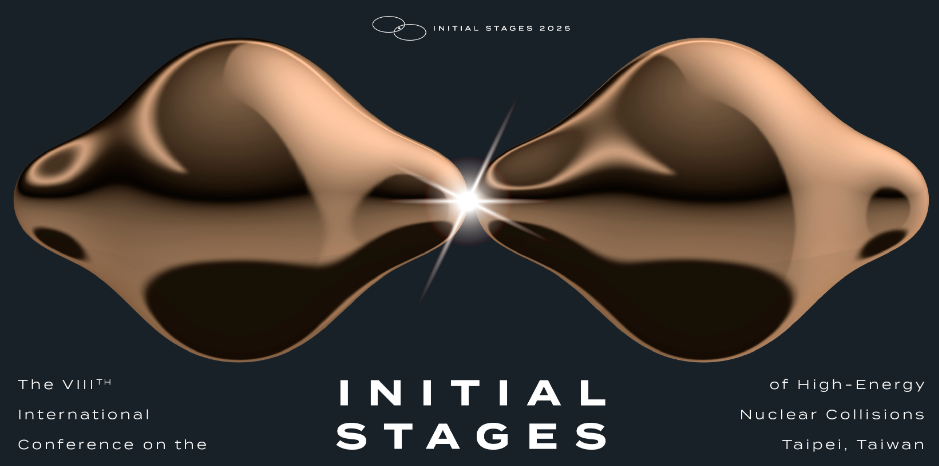 INITIAL STAGES 2025
The VIIIᵀᴴ
International
Conference on the
INITIAL
STAGES
of High-Energy
Nuclear Collisions
Taipei, Taiwan